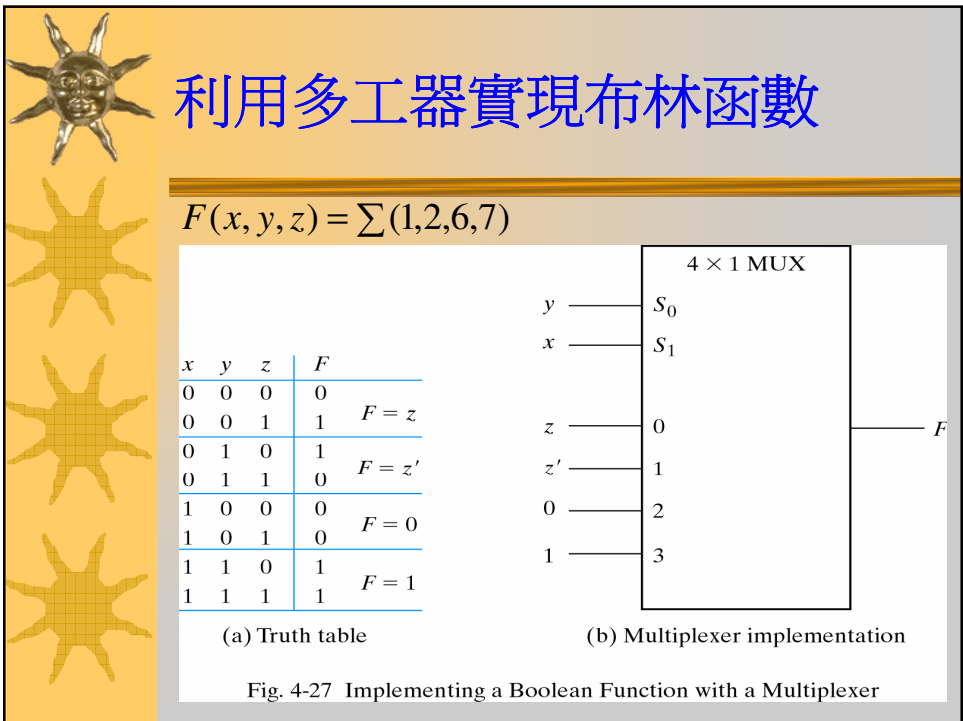 利用多工器實現布林函數
F(x, y, z) = ∑(1,2,6,7)
x y z F
0 0 0 0
0 0 1 1
F = z
0 1 0 1
0 1 1 0
F = z′
1 0 0 0
1 0 1 0
F = 0
1 1 0 1
1 1 1 1
F = 1
(a) Truth table
4 × 1 MUX
y S0
x S1
z 0
z′ 1
0 2
1 3
F
(b) Multiplexer implementation
Fig. 4-27 Implementing a Boolean Function with a Multiplexer